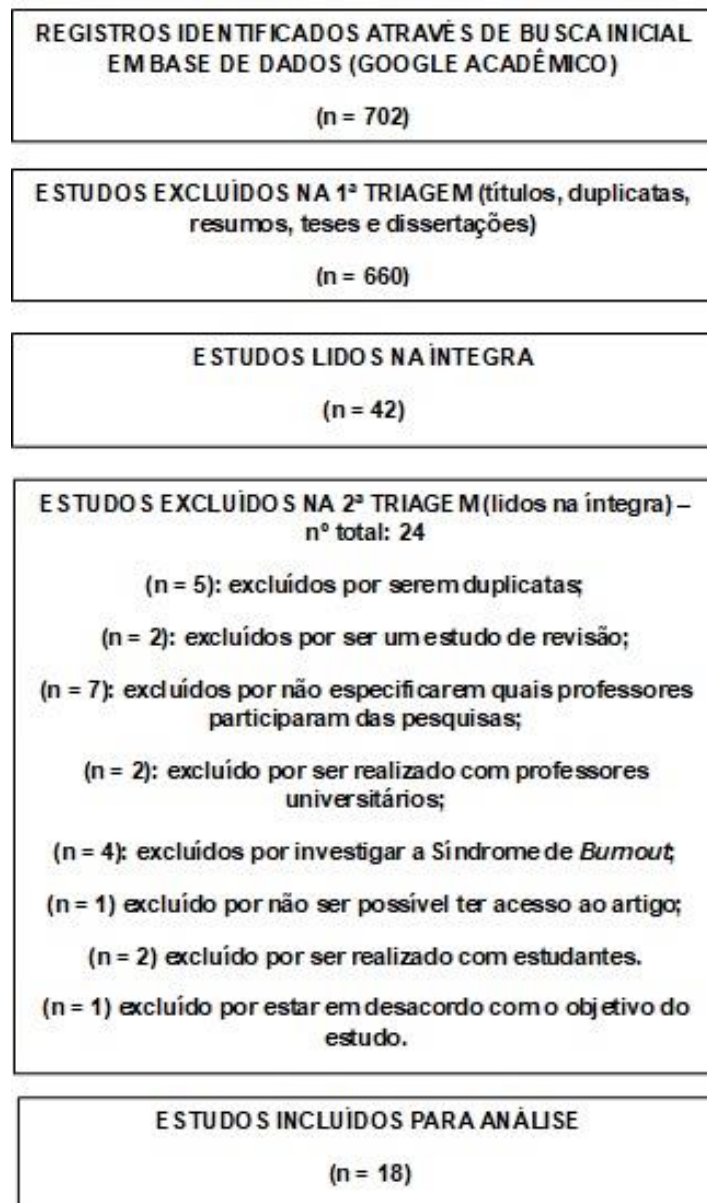 REGISTROS IDENTIFICADOS ATRAVÉS DE BUSCA INICIAL
EM BASE DE DADOS (GOOGLE ACADÊMICO)
(n = 702)
ESTUDOS EXCLUÍDOS NA 1ª TRIAGEM (títulos, duplicatas,
resumos, teses e dissertações)
(n = 660)
ESTUDOS LIDOS NA ÍNTEGRA
(n = 42)
ESTUDOS EXCLUÍDOS NA 2ª TRIAGEM (lidos na íntegra) –
nº total: 24
(n = 5): excluídos por serem duplicatas;
(n = 2): excluídos por ser um estudo de revisão;
(n = 7): excluídos por não especificarem quais professores
participaram das pesquisas;
(n = 2): excluído por ser realizado com professores
universitários;
(n = 4): excluídos por investigar a Síndrome de Burnout;
(n = 1) excluído por não ser possível ter acesso ao artigo;
(n = 2) excluído por ser realizado com estudantes.
(n = 1) excluído por estar em desacordo com o objetivo do
estudo.
ESTUDOS INCLUÍDOS PARA ANÁLISE
(n = 18)